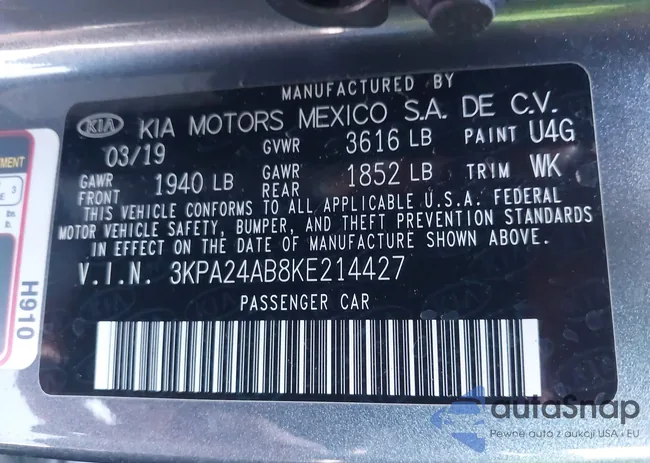 MANUFACTURED BY
KIA KIA MOTORS MEXICO S.A. DE C.V.
03/19 GVWR 3616 LB PAINT U4G
GAWR FRONT 1940 LB GAWR REAR 1852 LB TRIM WK
THIS VEHICLE CONFORMS TO ALL APPLICABLE U.S.A. FEDERAL
MOTOR VEHICLE SAFETY, BUMPER, AND THEFT PREVENTION STANDARDS
IN EFFECT ON THE DATE OF MANUFACTURE SHOWN ABOVE.
V.I.N. 3KPA24AB8KE214427
PASSENGER CAR
H910
autoSnap
Pewne auta z aukcji USA i EU